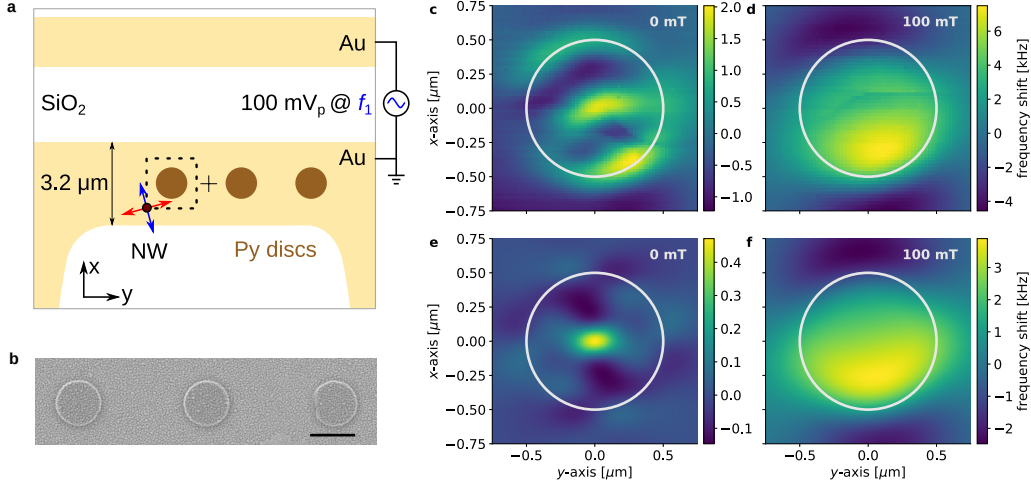 a
Au
SiO₂
100 mVₚ @ f₁
Au
3.2 µm
NW
Py discs
x
y
b
c
0 mT
x-axis [µm]
0.75
0.50
0.25
0.00
−0.25
−0.50
−0.75
2.0
1.5
1.0
0.5
0.0
−0.5
−1.0
d
100 mT
6
4
2
0
−2
−4
frequency shift [kHz]
e
0 mT
x-axis [µm]
0.75
0.50
0.25
0.00
−0.25
−0.50
−0.75
−0.5
0.0
0.5
y-axis [µm]
0.4
0.3
0.2
0.1
0.0
−0.1
f
100 mT
−0.5
0.0
0.5
y-axis [µm]
3
2
1
0
−1
−2
frequency shift [kHz]